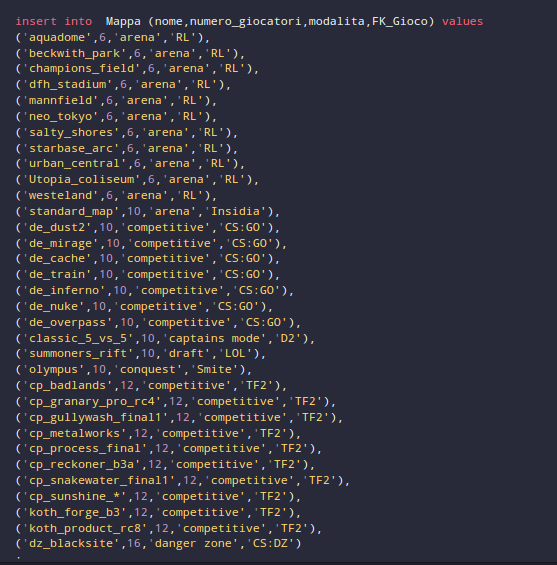 insert into  Mappa (nome,numero_giocatori,modalita,FK_Gioco) values
('aquadome',6,'arena','RL'),
('beckwith_park',6,'arena','RL'),
('champions_field',6,'arena','RL'),
('dfh_stadium',6,'arena','RL'),
('mannfield',6,'arena','RL'),
('neo_tokyo',6,'arena','RL'),
('salty_shores',6,'arena','RL'),
('starbase_arc',6,'arena','RL'),
('urban_central',6,'arena','RL'),
('Utopia_coliseum',6,'arena','RL'),
('westeland',6,'arena','RL'),
('standard_map',10,'arena','Insidia'),
('de_dust2',10,'competitive','CS:GO'),
('de_mirage',10,'competitive','CS:GO'),
('de_cache',10,'competitive','CS:GO'),
('de_train',10,'competitive','CS:GO'),
('de_inferno',10,'competitive','CS:GO'),
('de_nuke',10,'competitive','CS:GO'),
('de_overpass',10,'competitive','CS:GO'),
('classic_5_vs_5',10,'captains mode','D2'),
('summoners_rift',10,'draft','LOL'),
('olympus',10,'conquest','Smite'),
('cp_badlands',12,'competitive','TF2'),
('cp_granary_pro_rc4',12,'competitive','TF2'),
('cp_gullywash_final1',12,'competitive','TF2'),
('cp_metalworks',12,'competitive','TF2'),
('cp_process_final',12,'competitive','TF2'),
('cp_reckoner_b3a',12,'competitive','TF2'),
('cp_snakewater_final1',12,'competitive','TF2'),
('cp_sunshine_*',12,'competitive','TF2'),
('koth_forge_b3',12,'competitive','TF2'),
('koth_product_rc8',12,'competitive','TF2'),
('dz_blacksite',16,'danger zone','CS:DZ')